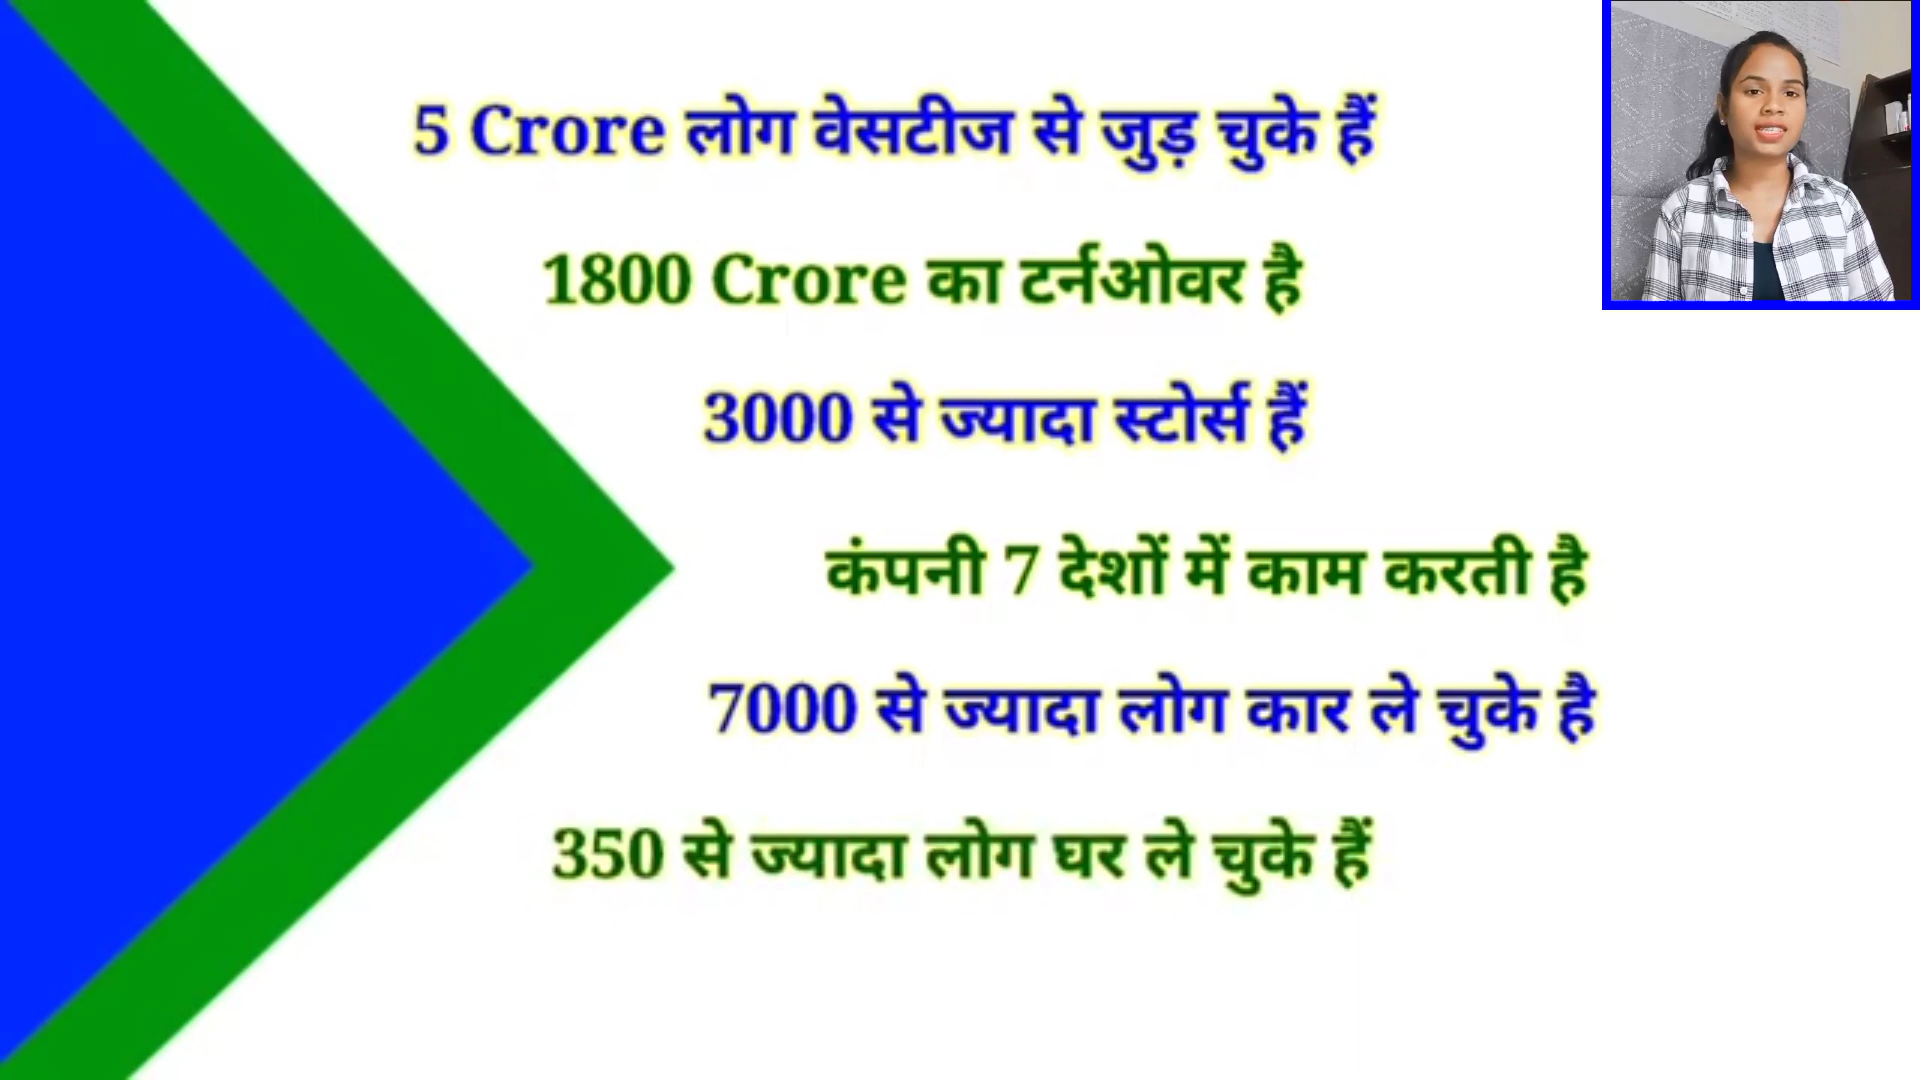 5 Crore लोग वेसटीज से जुड़ चुके हैं
1800 Crore का टर्नओवर है
3000 से ज्यादा स्टोर्स हैं
कंपनी 7 देशों में काम करती है
7000 से ज्यादा लोग कार ले चुके है
350 से ज्यादा लोग घर ले चुके हैं